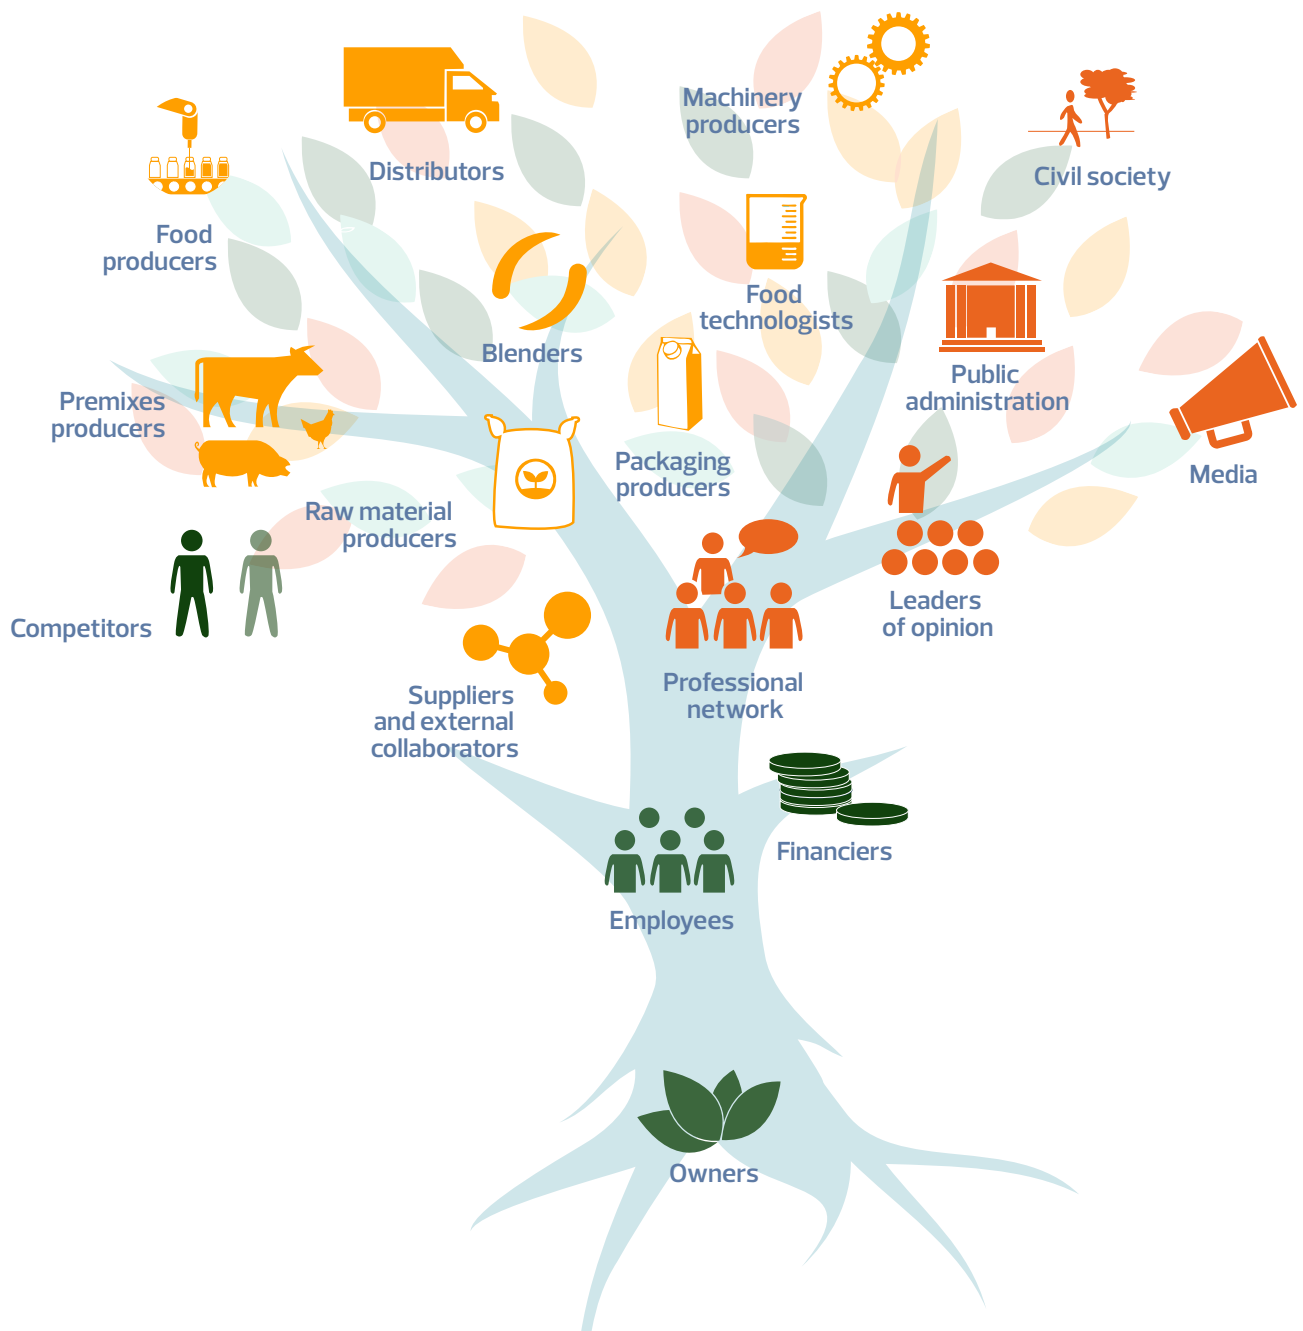 Machinery
producers
Distributors
Civil society
Food
producers
Food
technologists
Blenders
Public
administration
Premixes
producers
Packaging
producers
Media
Raw material
producers
Competitors
Leaders
of opinion
Suppliers
and external
collaborators
Professional
network
Financiers
Employees
Owners